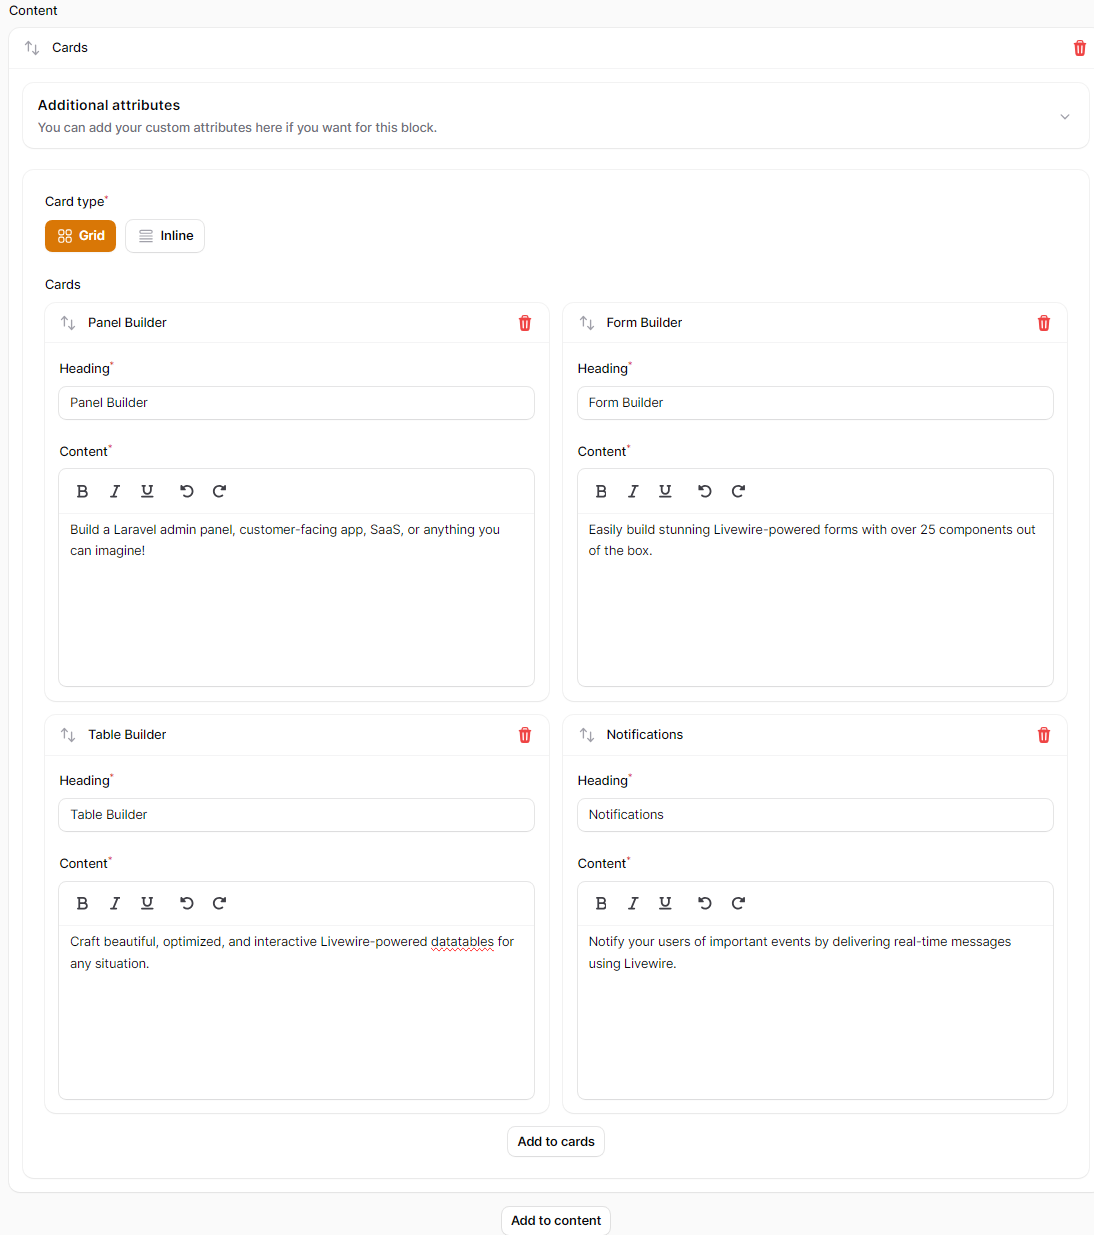 Content
Cards
Additional attributes
You can add your custom attributes here if you want for this block.
Card type*
Grid
Inline
Cards
Panel Builder
Heading*
Panel Builder
Content*
B I U
Build a Laravel admin panel, customer-facing app, SaaS, or anything you
can imagine!
Form Builder
Heading*
Form Builder
Content*
B I U
Easily build stunning Livewire-powered forms with over 25 components out
of the box.
Table Builder
Heading*
Table Builder
Content*
B I U
Craft beautiful, optimized, and interactive Livewire-powered datatables for
any situation.
Notifications
Heading*
Notifications
Content*
B I U
Notify your users of important events by delivering real-time messages
using Livewire.
Add to cards
Add to content